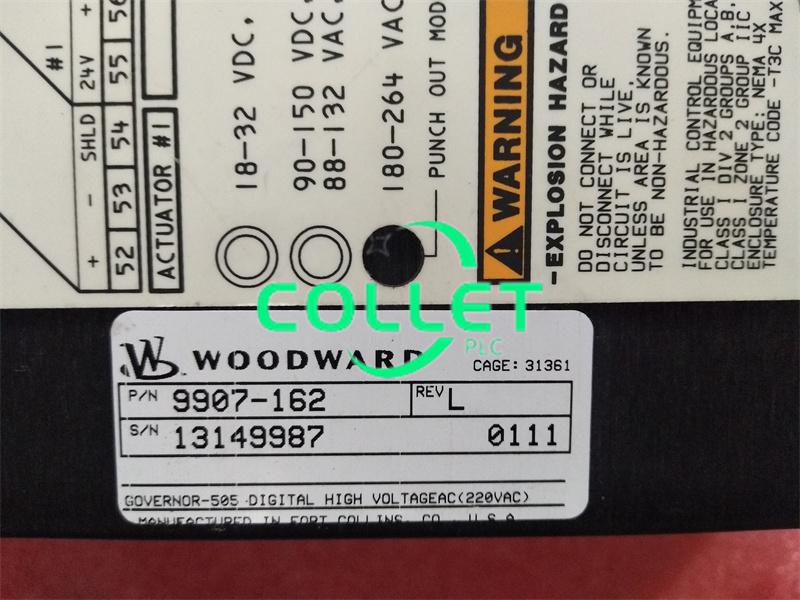 #1
+
24V
SHLD
-
+
56
55
54
53
52
ACTUATOR #1
18-32 VDC,
90-150 VDC,
88-132 VAC,
180-264 VAC
PUNCH OUT MOD
WARNING
-EXPLOSION HAZARD
DO NOT CONNECT OR
DISCONNECT WHILE
CIRCUIT IS LIVE,
UNLESS AREA IS KNOWN
TO BE NON-HAZARDOUS.
INDUSTRIAL CONTROL EQUIPM
FOR USE IN HAZARDOUS LOCA
CLASS I DIV 2 GROUPS A,B,
CLASS I ZONE 2 GROUP IIC
ENCLOSURE TYPE: NEMA 4X
TEMPERATURE CODE -T3C MAX
COLLET
PLC
W WOODWARD
CAGE: 31361
P/N 9907-162 REV L
S/N 13149987 0111
GOVERNOR-505 DIGITAL HIGH VOLTAGEAC(220VAC)
MANUFACTURED IN FORT COLLINS, CO., U.S.A